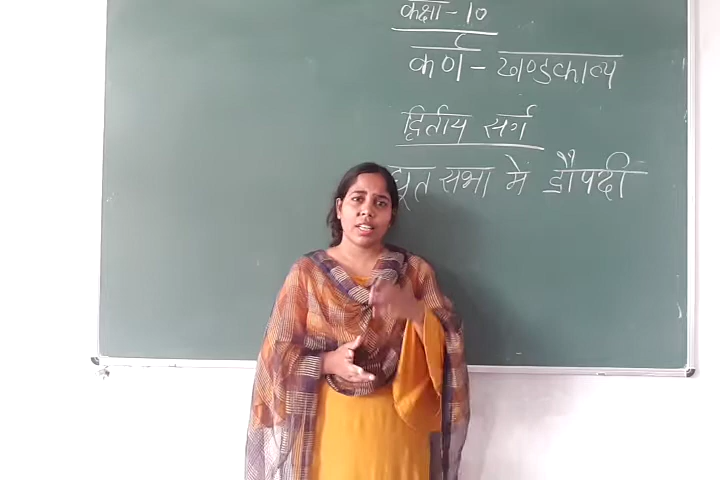 कक्षा - 10
कर्ण - खण्डकाव्य
द्वितीय सर्ग
द्यूत सभा मे द्रौपदी